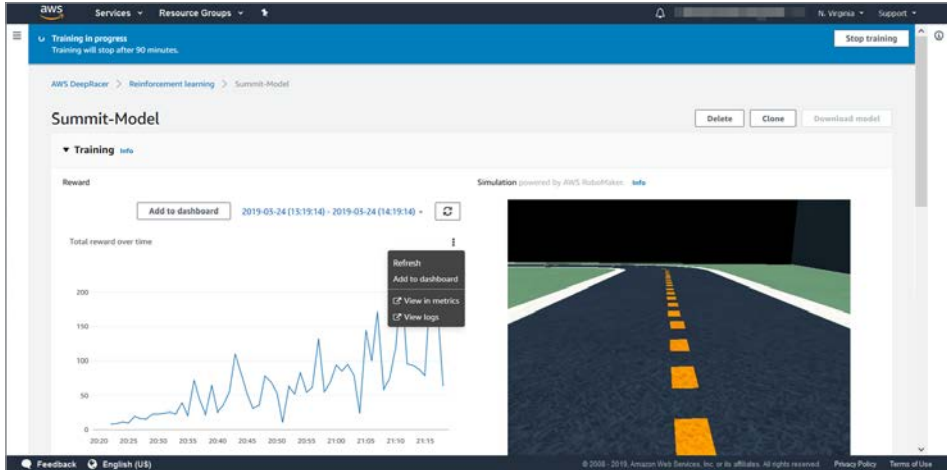 aws
Services
Resource Groups
N. Virginia
Support
Training in progress
Training will stop after 90 minutes.
Stop training
AWS DeepRacer > Reinforcement learning > Summit-Model
Summit-Model
Delete
Clone
Download model
Training Info
Reward
Simulation powered by AWS RoboMaker. Info
Add to dashboard
2019-03-24 (13:19:14) - 2019-03-24 (14:19:14)
Total reward over time
Refresh
Add to dashboard
View in metrics
View logs
200
150
100
50
0
20:20 20:25 20:30 20:35 20:40 20:45 20:50 20:55 21:00 21:05 21:10 21:15
Feedback
English (US)
© 2008 - 2019, Amazon Web Services, Inc. or its affiliates. All rights reserved.
Privacy Policy
Terms of Use